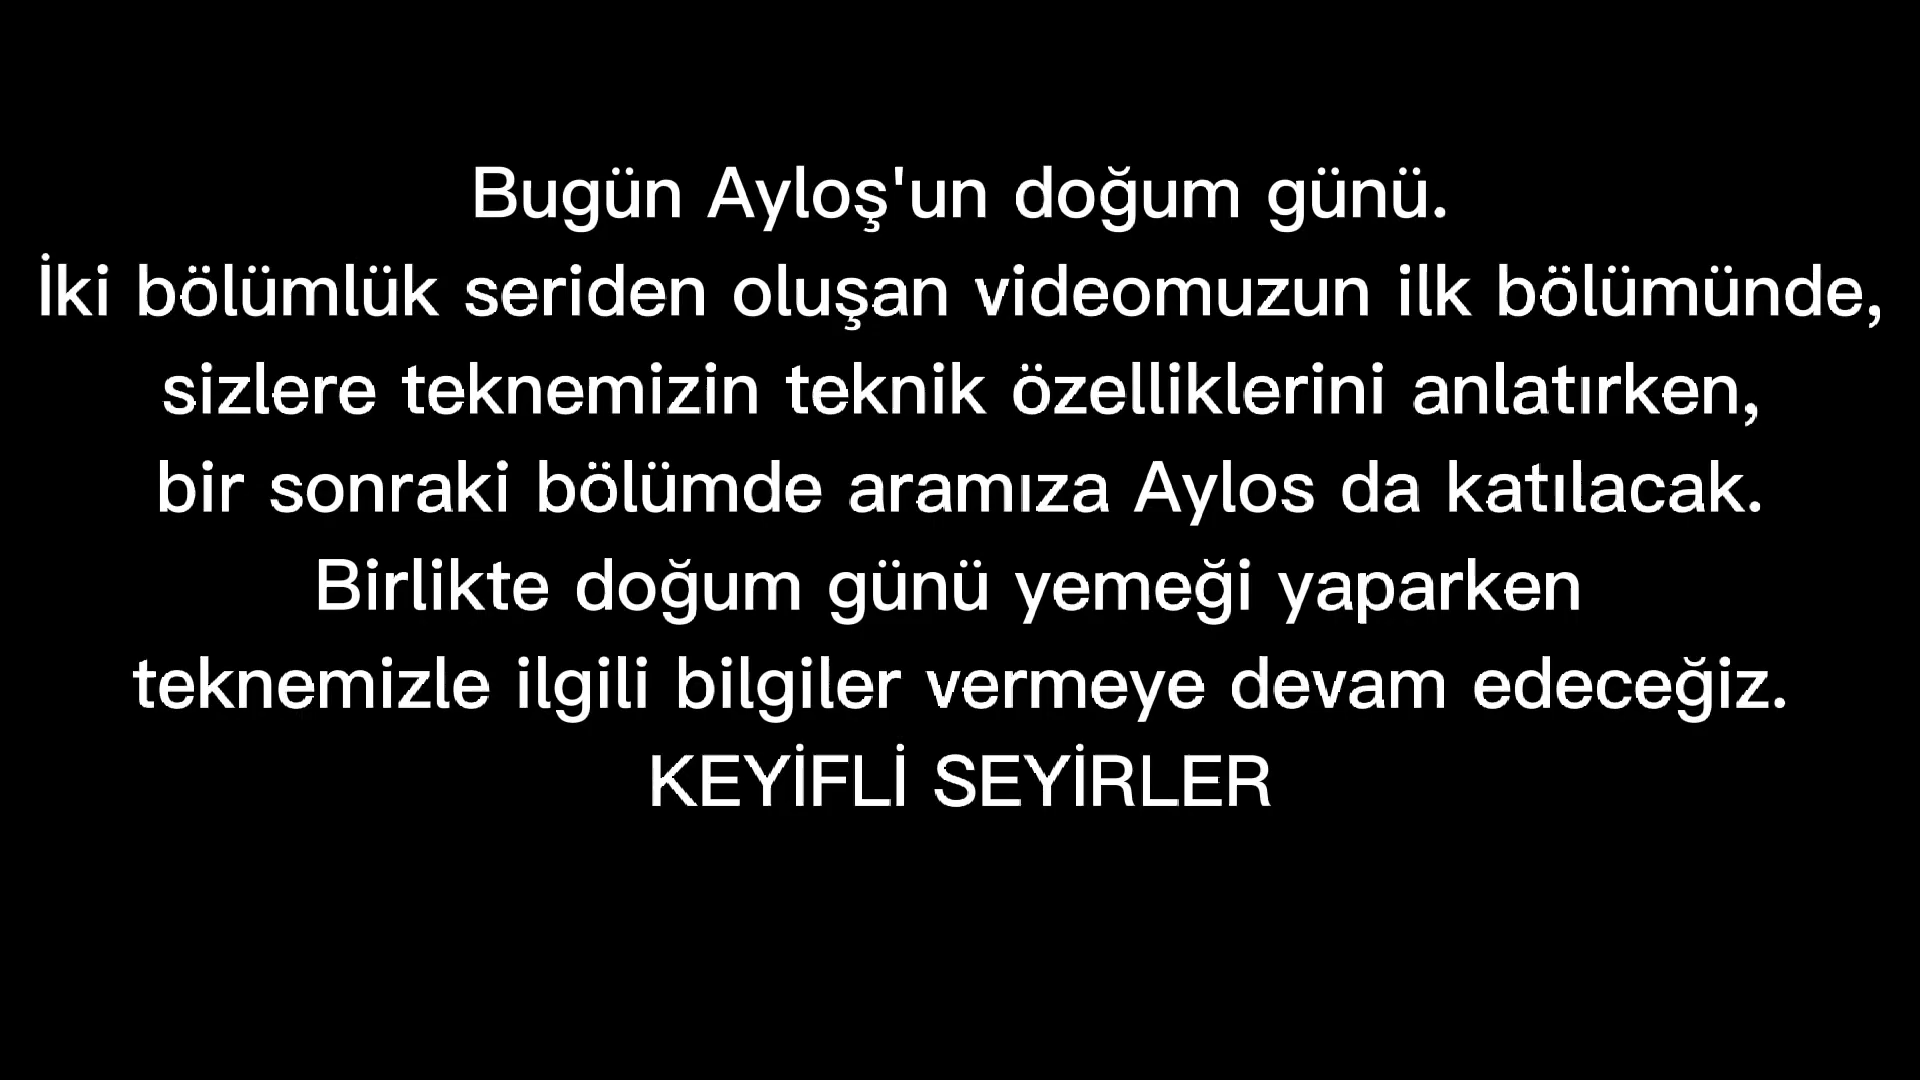 Bugün Ayloş'un doğum günü.
İki bölümlük seriden oluşan videomuzun ilk bölümünde,
sizlere teknemizin teknik özelliklerini anlatırken,
bir sonraki bölümde aramıza Aylos da katılacak.
Birlikte doğum günü yemeği yaparken
teknemizle ilgili bilgiler vermeye devam edeceğiz.
KEYİFLİ SEYİRLER